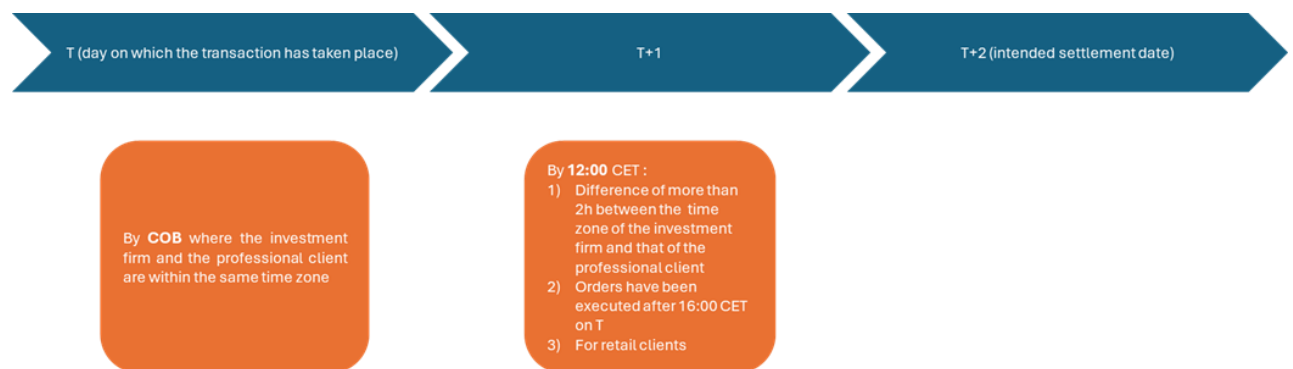 T (day on which the transaction has taken place)
T+1
T+2 (intended settlement date)
By COB where the investment
firm and the professional client
are within the same time zone
By 12:00 CET :
1) Difference of more than
2h between the time
zone of the investment
firm and that of the
professional client
2) Orders have been
executed after 16:00 CET
on T
3) For retail clients